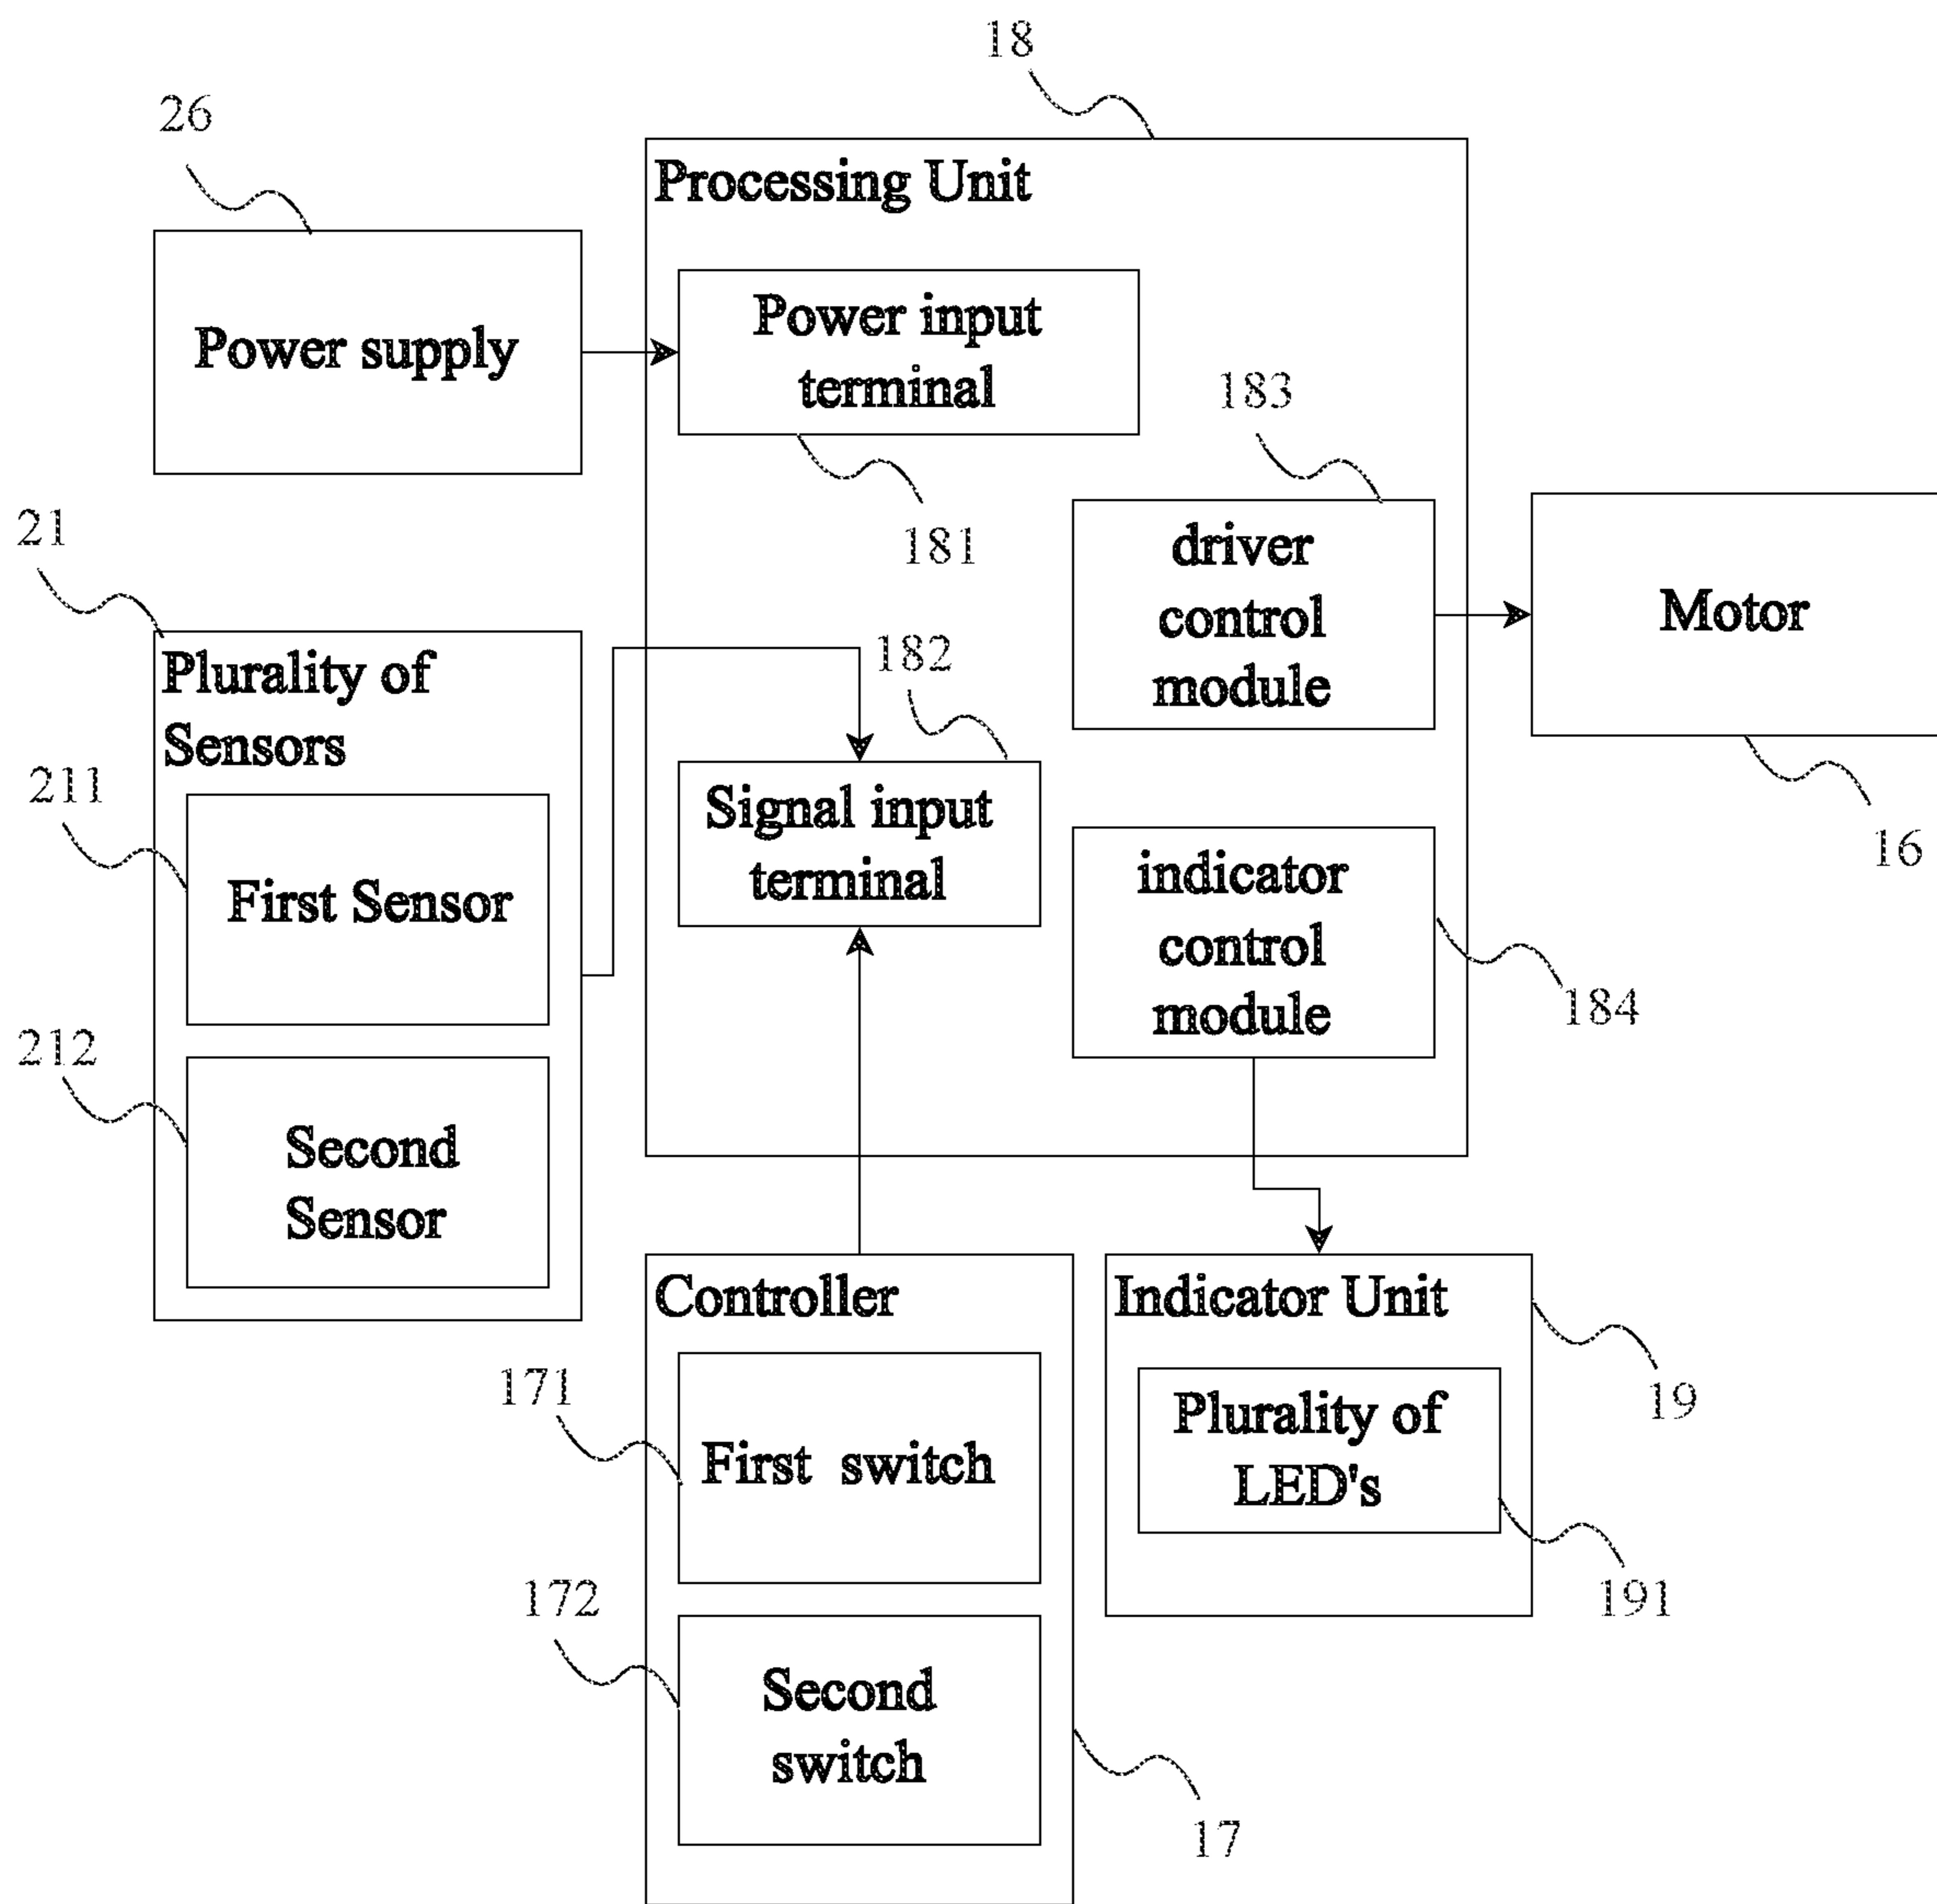 18
26
Processing Unit
Power supply
Power input
terminal
183
181
21
driver
control
module
Motor
182
Plurality of
Sensors
211
First Sensor
Signal input
terminal
16
indicator
control
module
184
212
Second
Sensor
Controller
Indicator Unit
171
First  switch
19
Plurality of
LED's
172
191
Second
switch
17